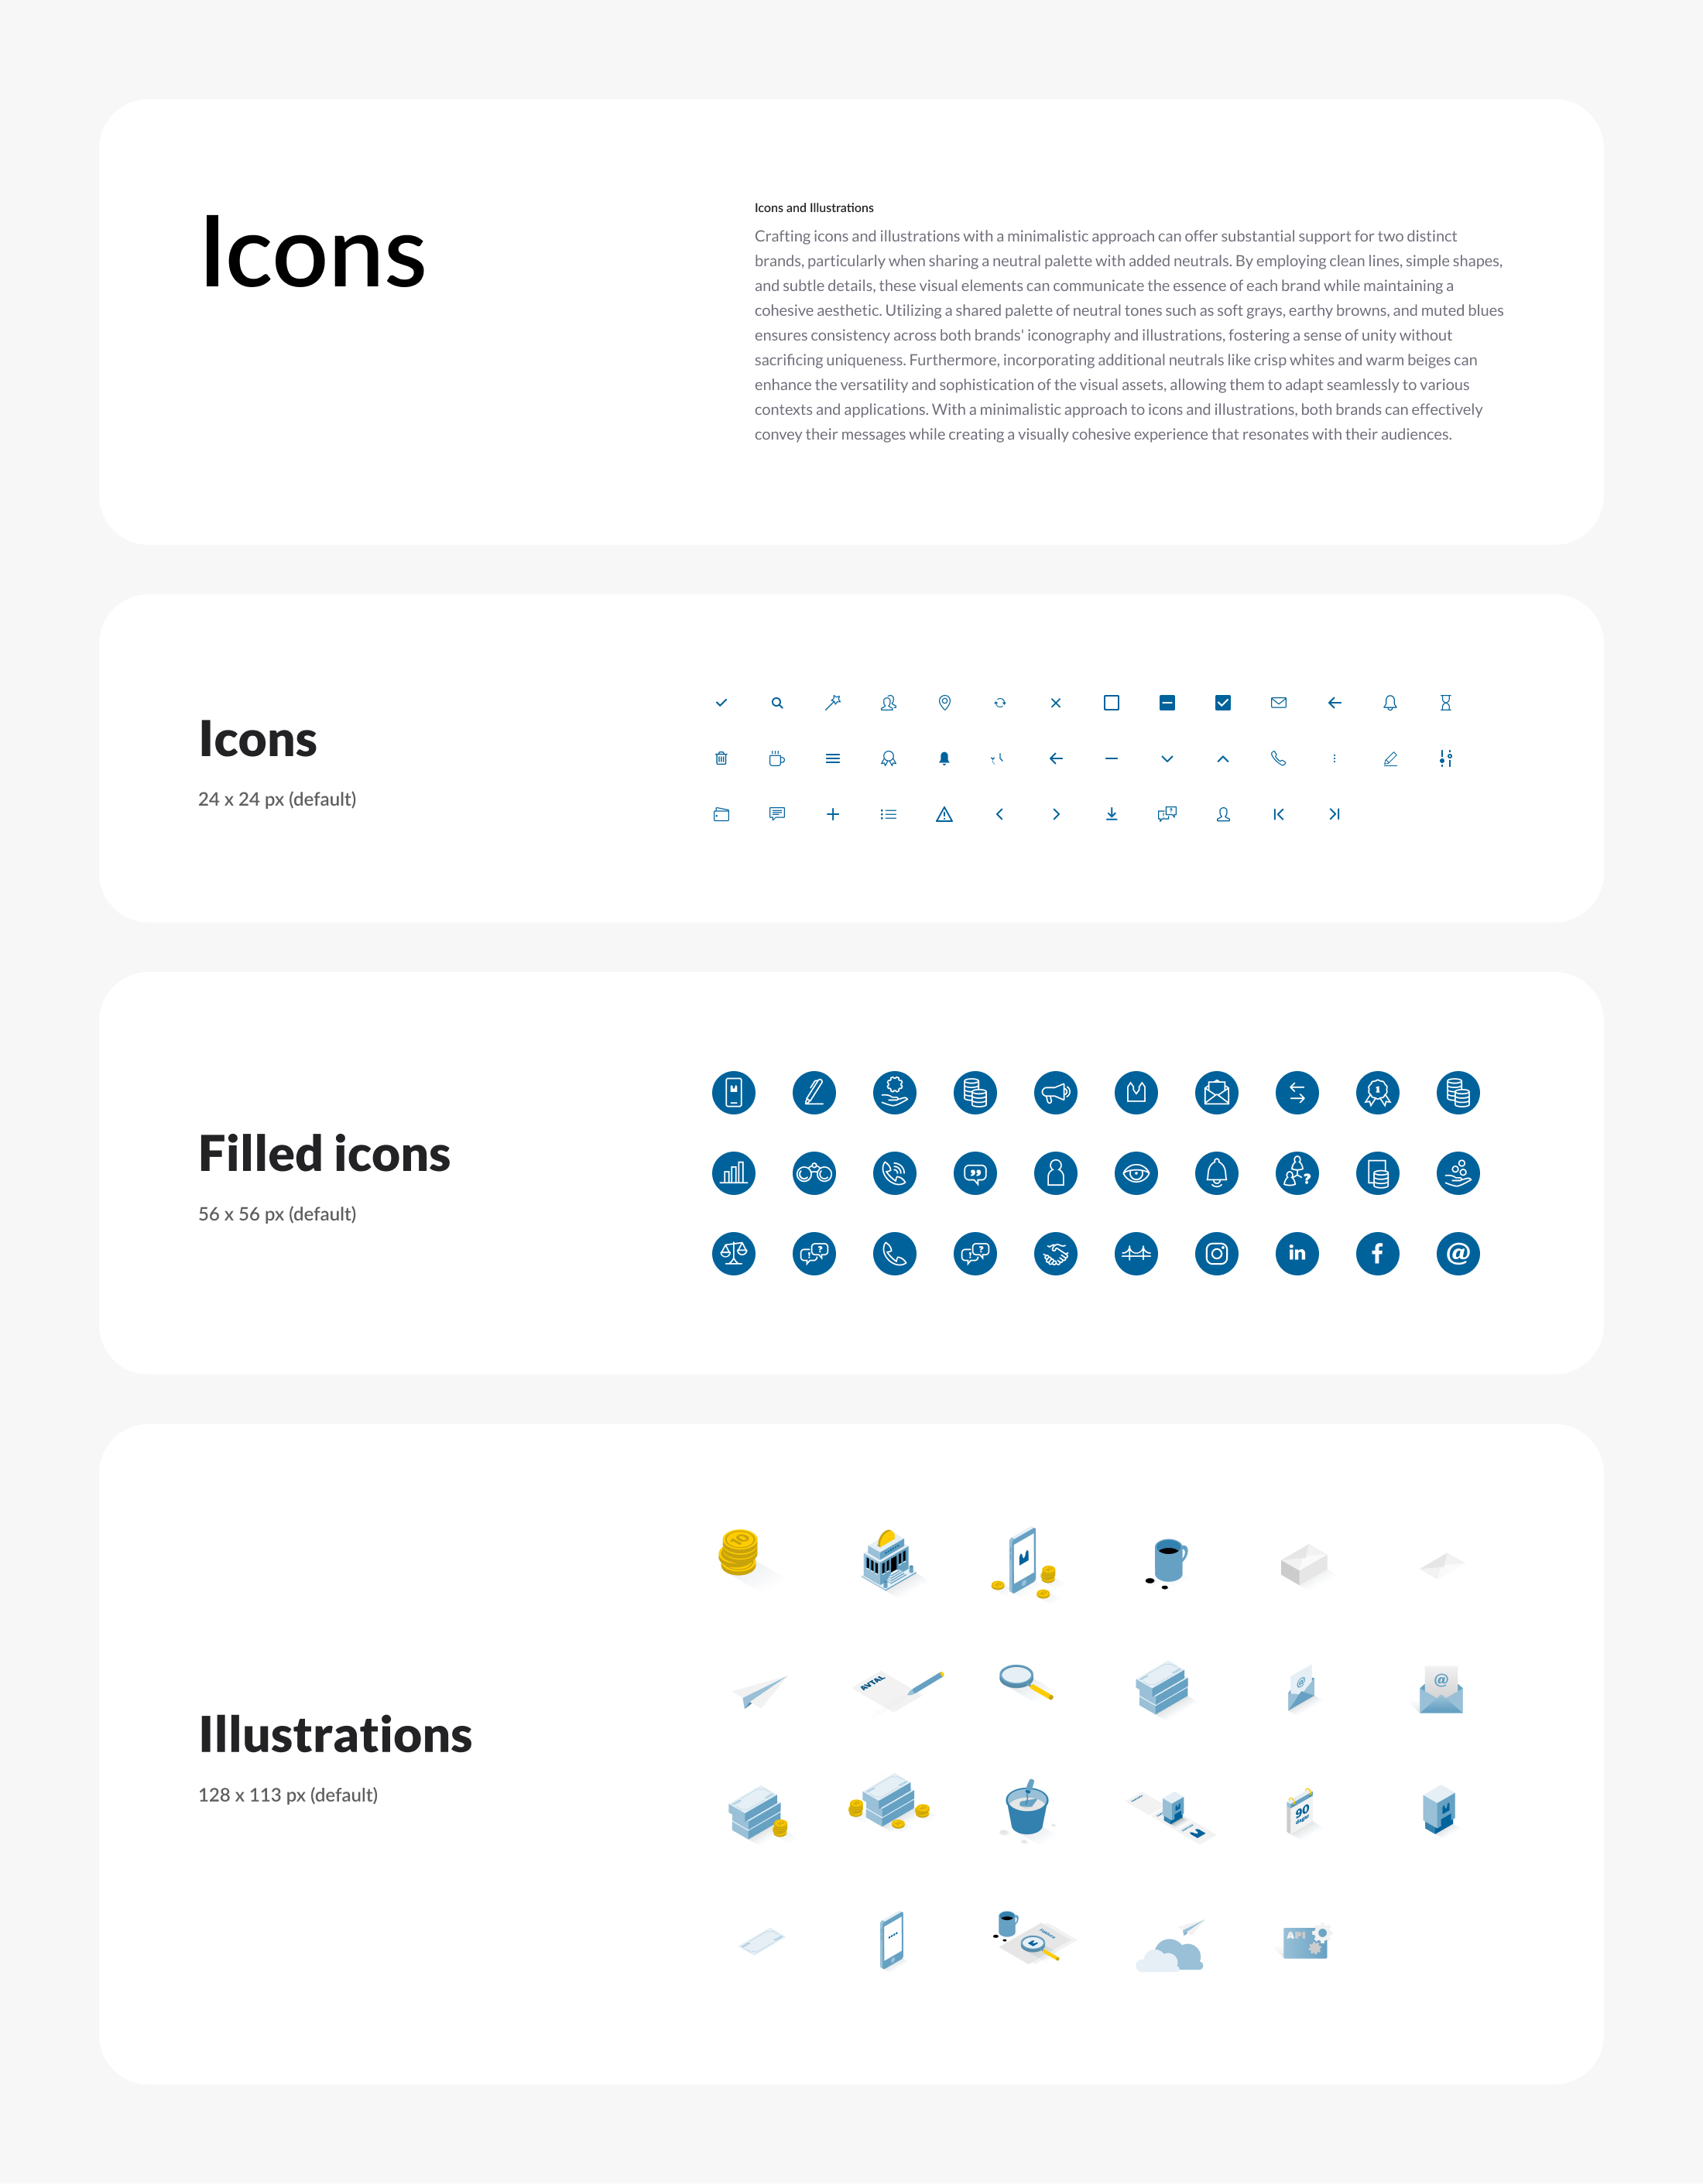 Icons
Icons and Illustrations
Crafting icons and illustrations with a minimalistic approach can offer substantial support for two distinct
brands, particularly when sharing a neutral palette with added neutrals. By employing clean lines, simple shapes,
and subtle details, these visual elements can communicate the essence of each brand while maintaining a
cohesive aesthetic. Utilizing a shared palette of neutral tones such as soft grays, earthy browns, and muted blues
ensures consistency across both brands' iconography and illustrations, fostering a sense of unity without
sacrificing uniqueness. Furthermore, incorporating additional neutrals like crisp whites and warm beiges can
enhance the versatility and sophistication of the visual assets, allowing them to adapt seamlessly to various
contexts and applications. With a minimalistic approach to icons and illustrations, both brands can effectively
convey their messages while creating a visually cohesive experience that resonates with their audiences.
Icons
24 x 24 px (default)
Filled icons
56 x 56 px (default)
1
?
! ?
! ?
in
f
@
Illustrations
128 x 113 px (default)
10
AVTAL
@
@
90
dagar
API